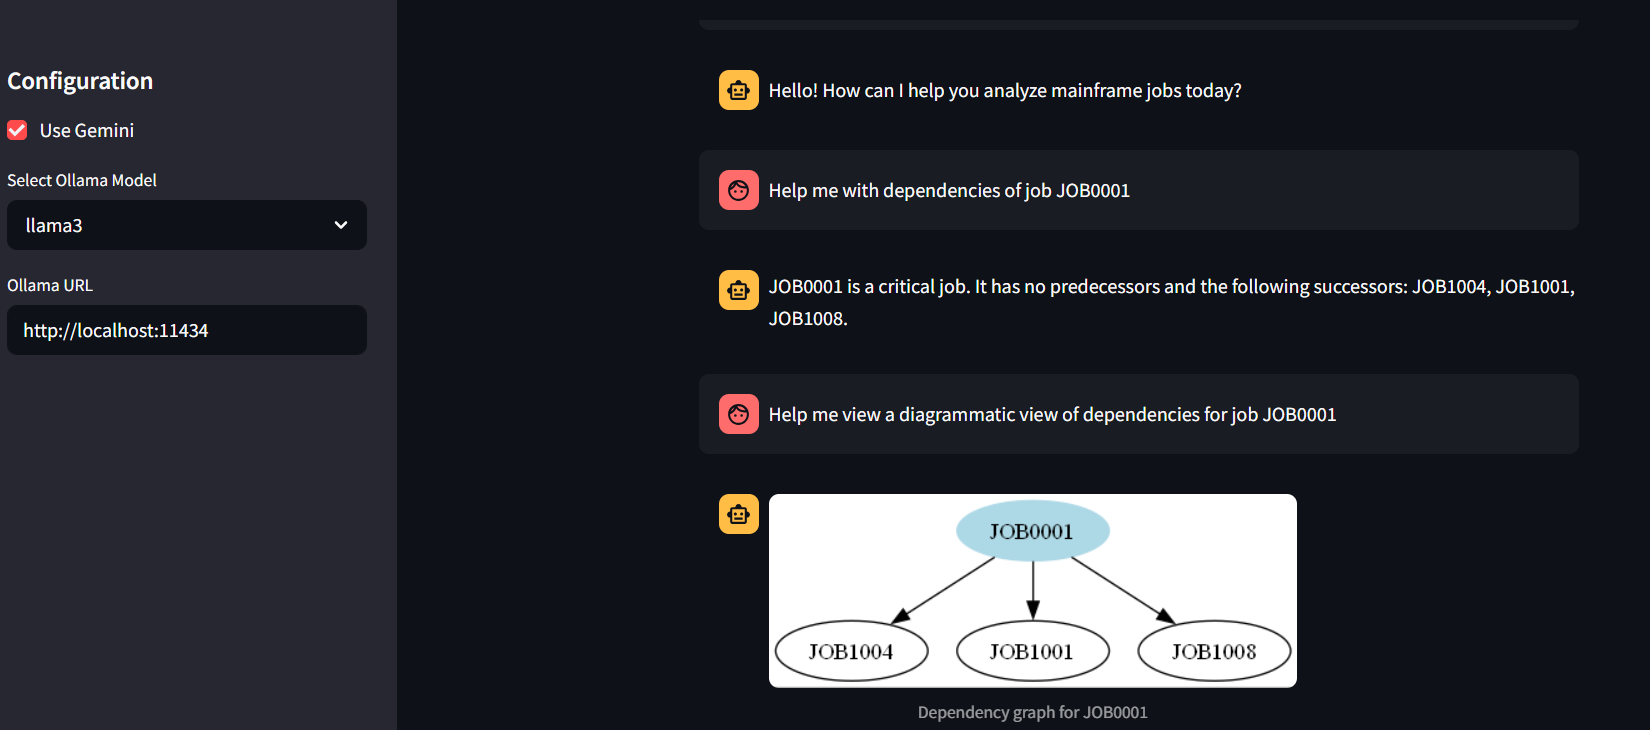 Configuration
Use Gemini
Select Ollama Model
llama3
Ollama URL
http://localhost:11434
Hello! How can I help you analyze mainframe jobs today?
Help me with dependencies of job JOB0001
JOB0001 is a critical job. It has no predecessors and the following successors: JOB1004, JOB1001,
JOB1008.
Help me view a diagrammatic view of dependencies for job JOB0001
JOB0001
JOB1004 JOB1001 JOB1008
Dependency graph for JOB0001